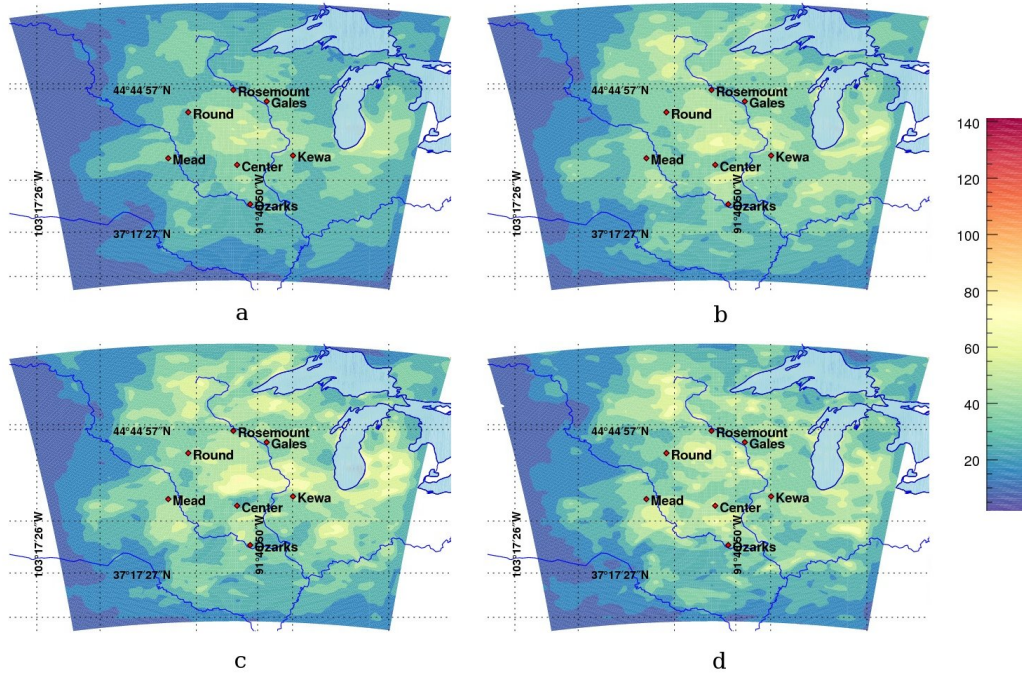 44°44'57"N
Rosemount
Gales
Round
Mead
Center
Kewa
Ozarks
103°17'26"W
91°40'50"W
37°17'27"N
a
44°44'57"N
Rosemount
Gales
Round
Mead
Center
Kewa
Ozarks
103°17'26"W
91°40'50"W
37°17'27"N
b
140
120
100
80
60
40
20
44°44'57"N
Rosemount
Gales
Round
Mead
Center
Kewa
Ozarks
103°17'26"W
91°40'50"W
37°17'27"N
c
44°44'57"N
Rosemount
Gales
Round
Mead
Center
Kewa
Ozarks
103°17'26"W
91°40'50"W
37°17'27"N
d